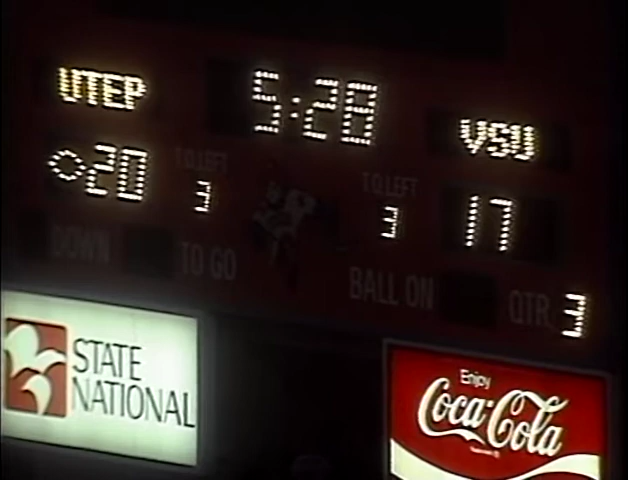 UTEP 5:28 VSU
20 T.O. LEFT 3 T.O. LEFT 3 17
DOWN TO GO BALL ON QTR 3
STATE
NATIONAL
Enjoy
Coca-Cola